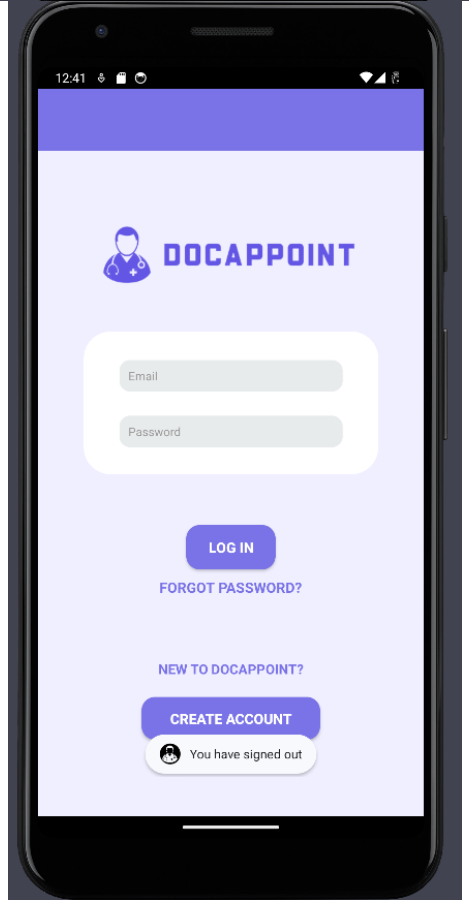 12:41
DOCAPPOINT
Email
Password
LOG IN
FORGOT PASSWORD?
NEW TO DOCAPPOINT?
CREATE ACCOUNT
You have signed out